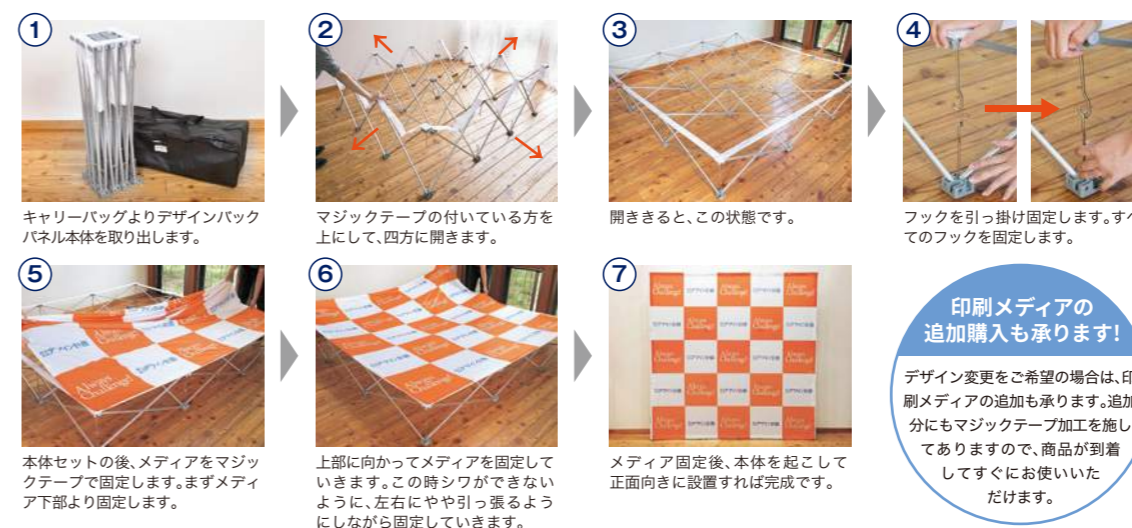 ①
キャリーバッグよりデザインバック
パネル本体を取り出します。
②
マジックテープの付いている方を
上にして、四方に開きます。
③
開ききると、この状態です。
④
フックを引っ掛け固定します。すべ
てのフックを固定します。
⑤
本体セットの後、メディアをマジッ
クテープで固定します。まずメディ
ア下部より固定します。
⑥
上部に向かってメディアを固定して
いきます。この時シワができない
ように、左右にやや引っ張るよう
にしながら固定していきます。
⑦
Always
Challenge!
メディア固定後、本体を起こして
正面向きに設置すれば完成です。
印刷メディアの
追加購入も承ります!
デザイン変更をご希望の場合は、印
刷メディアの追加も承ります。追加
分にもマジックテープ加工を施し
てありますので、商品が到着
してすぐにお使いいた
だけます。